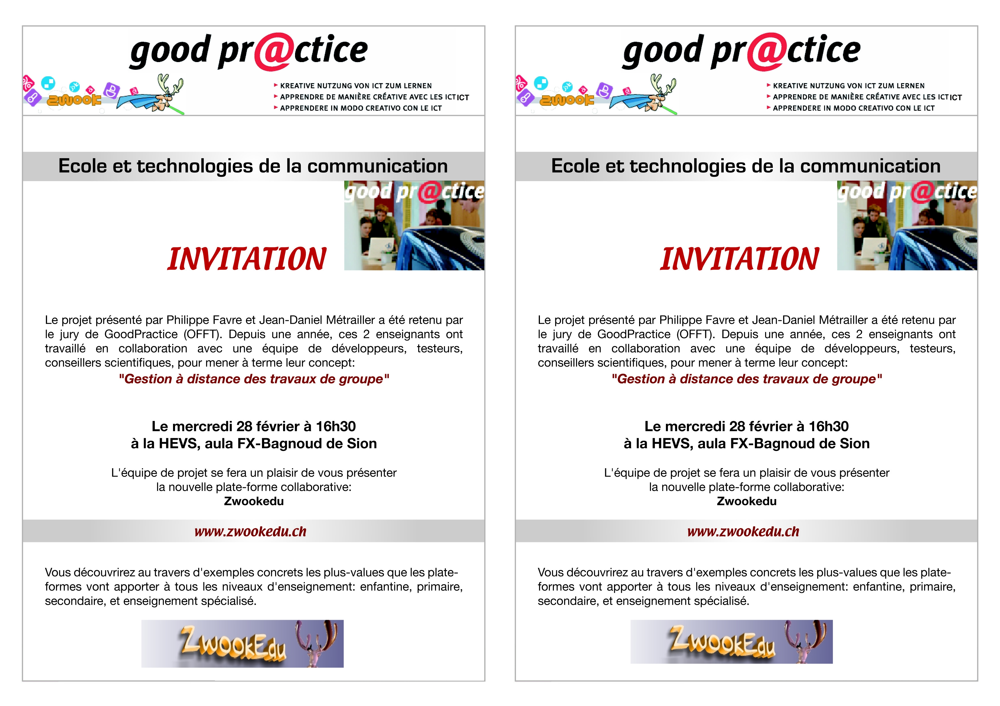 good pr@ctice
zwook
KREATIVE NUTZUNG VON ICT ZUM LERNEN
APPRENDRE DE MANIÈRE CRÉATIVE AVEC LES ICTICT
APPRENDERE IN MODO CREATIVO CON LE ICT
Ecole et technologies de la communication
good pr@ctice
INVITATION
Le projet présenté par Philippe Favre et Jean-Daniel Métrailler a été retenu par
le jury de GoodPractice (OFFT). Depuis une année, ces 2 enseignants ont
travaillé en collaboration avec une équipe de développeurs, testeurs,
conseillers scientifiques, pour mener à terme leur concept:
"Gestion à distance des travaux de groupe"
Le mercredi 28 février à 16h30
à la HEVS, aula FX-Bagnoud de Sion
L'équipe de projet se fera un plaisir de vous présenter
la nouvelle plate-forme collaborative:
Zwookedu
www.zwookedu.ch
Vous découvrirez au travers d'exemples concrets les plus-values que les plate-
formes vont apporter à tous les niveaux d'enseignement: enfantine, primaire,
secondaire, et enseignement spécialisé.
ZwookEdu
good pr@ctice
zwook
KREATIVE NUTZUNG VON ICT ZUM LERNEN
APPRENDRE DE MANIÈRE CRÉATIVE AVEC LES ICTICT
APPRENDERE IN MODO CREATIVO CON LE ICT
Ecole et technologies de la communication
good pr@ctice
INVITATION
Le projet présenté par Philippe Favre et Jean-Daniel Métrailler a été retenu par
le jury de GoodPractice (OFFT). Depuis une année, ces 2 enseignants ont
travaillé en collaboration avec une équipe de développeurs, testeurs,
conseillers scientifiques, pour mener à terme leur concept:
"Gestion à distance des travaux de groupe"
Le mercredi 28 février à 16h30
à la HEVS, aula FX-Bagnoud de Sion
L'équipe de projet se fera un plaisir de vous présenter
la nouvelle plate-forme collaborative:
Zwookedu
www.zwookedu.ch
Vous découvrirez au travers d'exemples concrets les plus-values que les plate-
formes vont apporter à tous les niveaux d'enseignement: enfantine, primaire,
secondaire, et enseignement spécialisé.
ZwookEdu